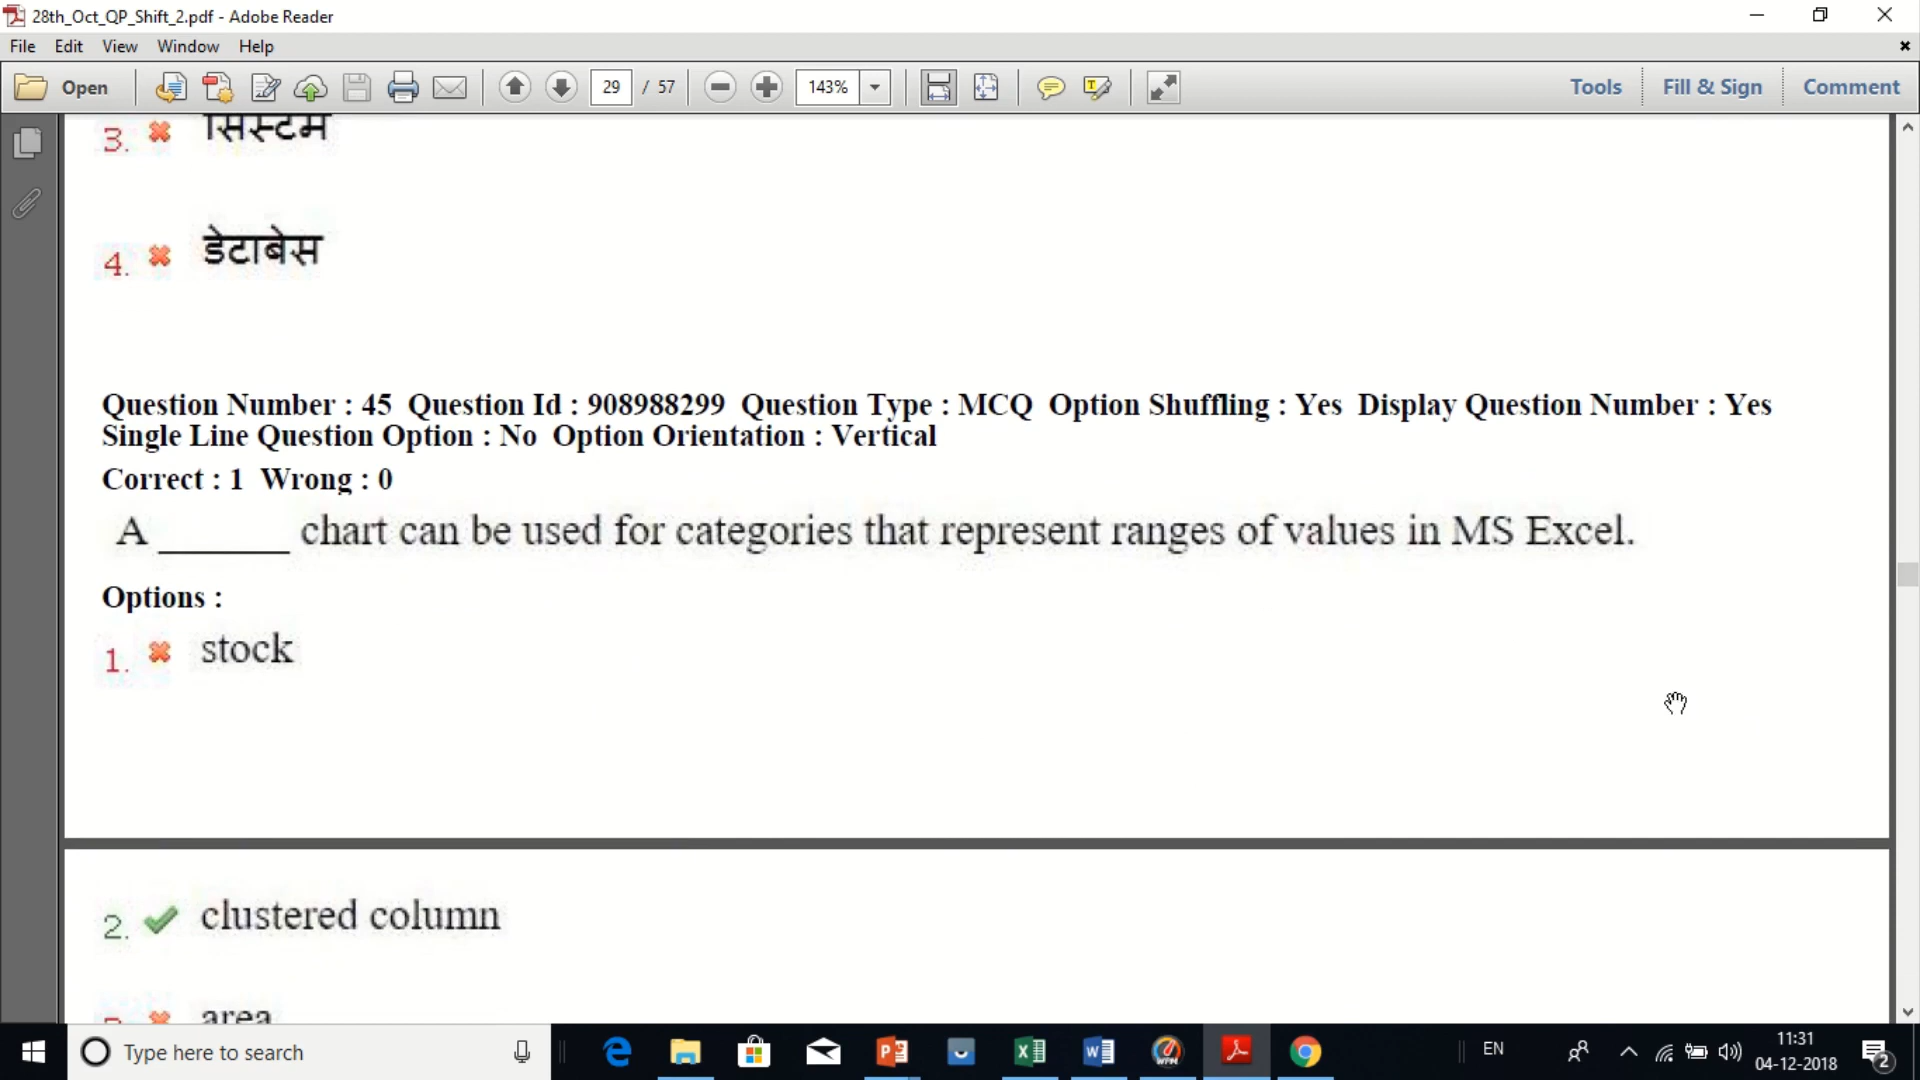 28th_Oct_QP_Shift_2.pdf - Adobe Reader
File Edit View Window Help
Open 29 / 57 143% Tools Fill & Sign Comment
3. सिस्टम
4. डेटाबेस
Question Number : 45 Question Id : 908988299 Question Type : MCQ Option Shuffling : Yes Display Question Number : Yes
Single Line Question Option : No Option Orientation : Vertical
Correct : 1 Wrong : 0
A ______ chart can be used for categories that represent ranges of values in MS Excel.
Options :
1. stock
2. clustered column
area
Type here to search EN 11:31
04-12-2018 2